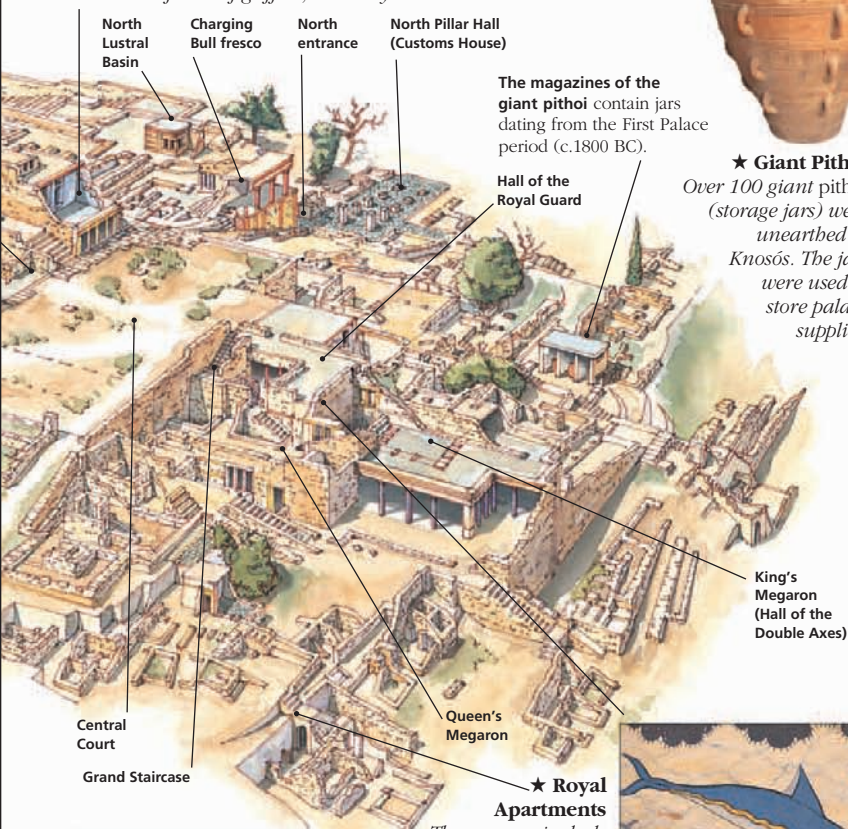 North
Lustral
Basin
Charging
Bull fresco
North
entrance
North Pillar Hall
(Customs House)
The magazines of the
giant pithoi contain jars
dating from the First Palace
period (c.1800 BC).
★ Giant Pith
Over 100 giant pith
(storage jars) we
unearthed
Knosós. The ja
were used
store pala
suppli
Hall of the
Royal Guard
King's
Megaron
(Hall of the
Double Axes)
Queen's
Megaron
Central
Court
Grand Staircase
★ Royal
Apartments